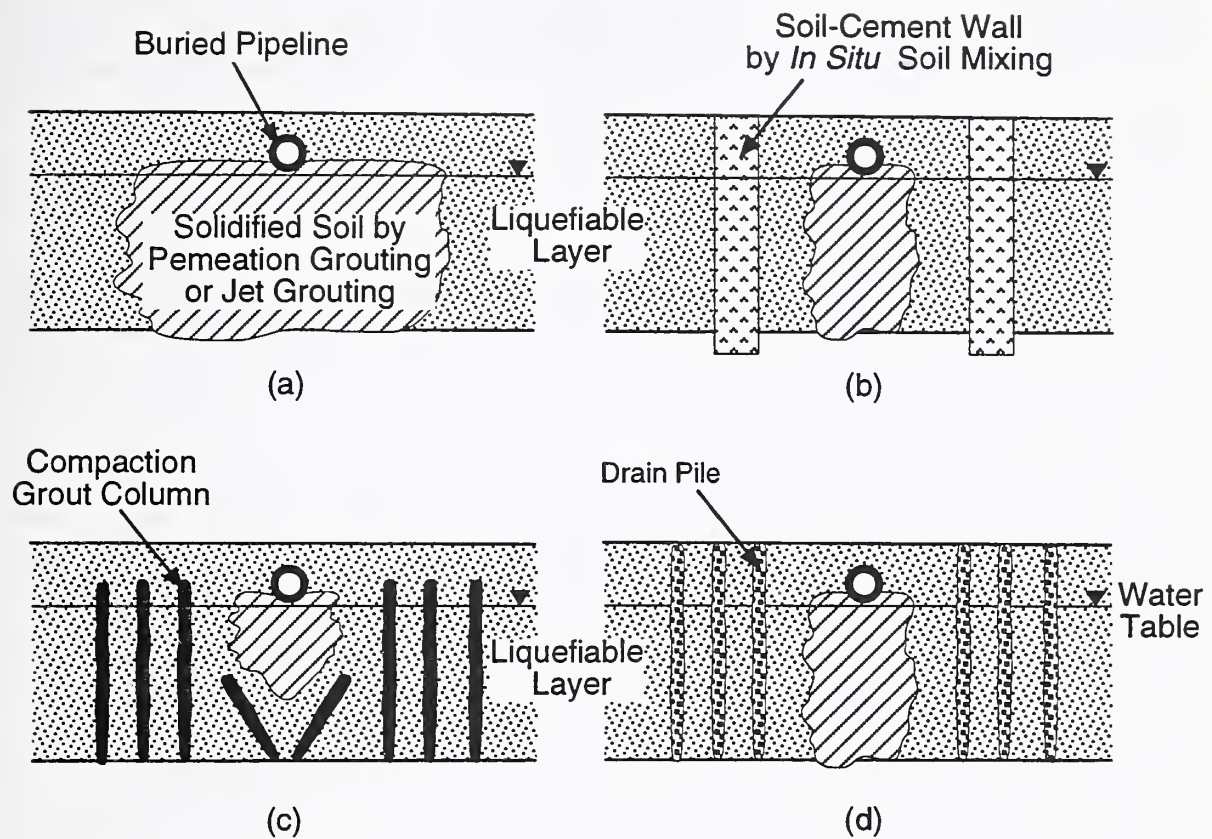 Buried Pipeline
Soil-Cement Wall
by In Situ Soil Mixing
Solidified Soil by
Pemeation Grouting
or Jet Grouting
Liquefiable
Layer
(a)
(b)
Compaction
Grout Column
Drain Pile
Liquefiable
Layer
Water
Table
(c)
(d)